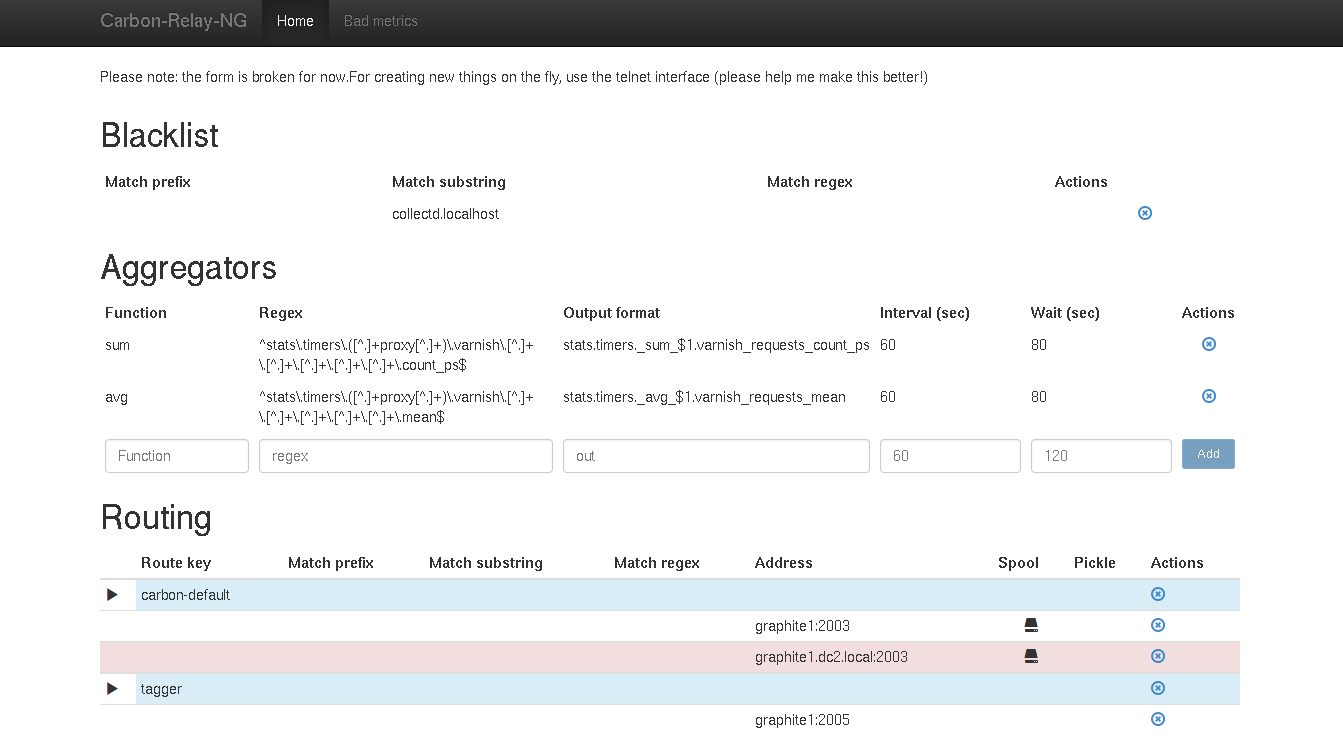 Carbon-Relay-NG Home Bad metrics
Please note: the form is broken for now.For creating new things on the fly, use the telnet interface (please help me make this better!)
Blacklist
Match prefix Match substring Match regex Actions
collectd.localhost
Aggregators
Function Regex Output format Interval (sec) Wait (sec) Actions
sum ^stats\.timers\.([^.]+proxy[^.]+)\.varnish\.[^.]+ stats.timers._sum_$1.varnish_requests_count_ps 60 80
\.[^.]+\.[^.]+\.[^.]+\.[^.]+\.count_ps$
avg ^stats\.timers\.([^.]+proxy[^.]+)\.varnish\.[^.]+ stats.timers._avg_$1.varnish_requests_mean 60 80
\.[^.]+\.[^.]+\.[^.]+\.[^.]+\.mean$
Function regex out 60 120 Add
Routing
Route key Match prefix Match substring Match regex Address Spool Pickle Actions
carbon-default
graphite1:2003
graphite1.dc2.local:2003
tagger
graphite1:2005